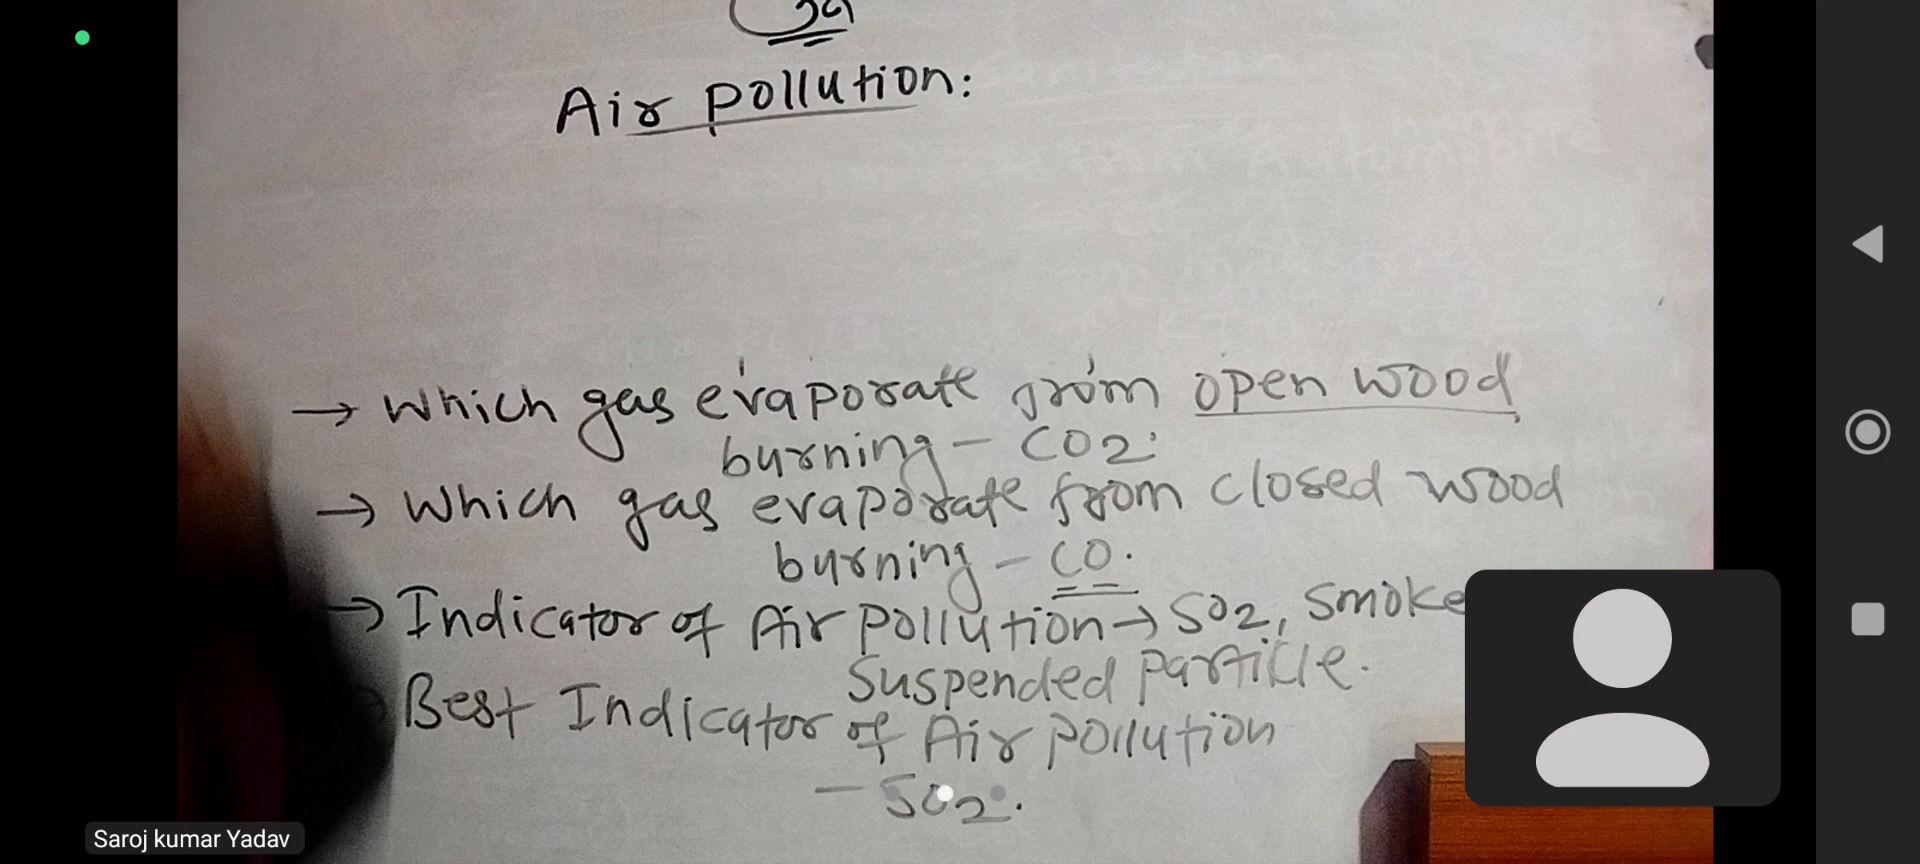 Air pollution:
→ Which gas evaporate from open wood
burning - CO2.
→ Which gas evaporate from closed wood
burning - CO.
→ Indicator of Air pollution → SO2, smoke
Suspended particle.
Best Indicator of Air pollution
- SO2.
Saroj kumar Yadav